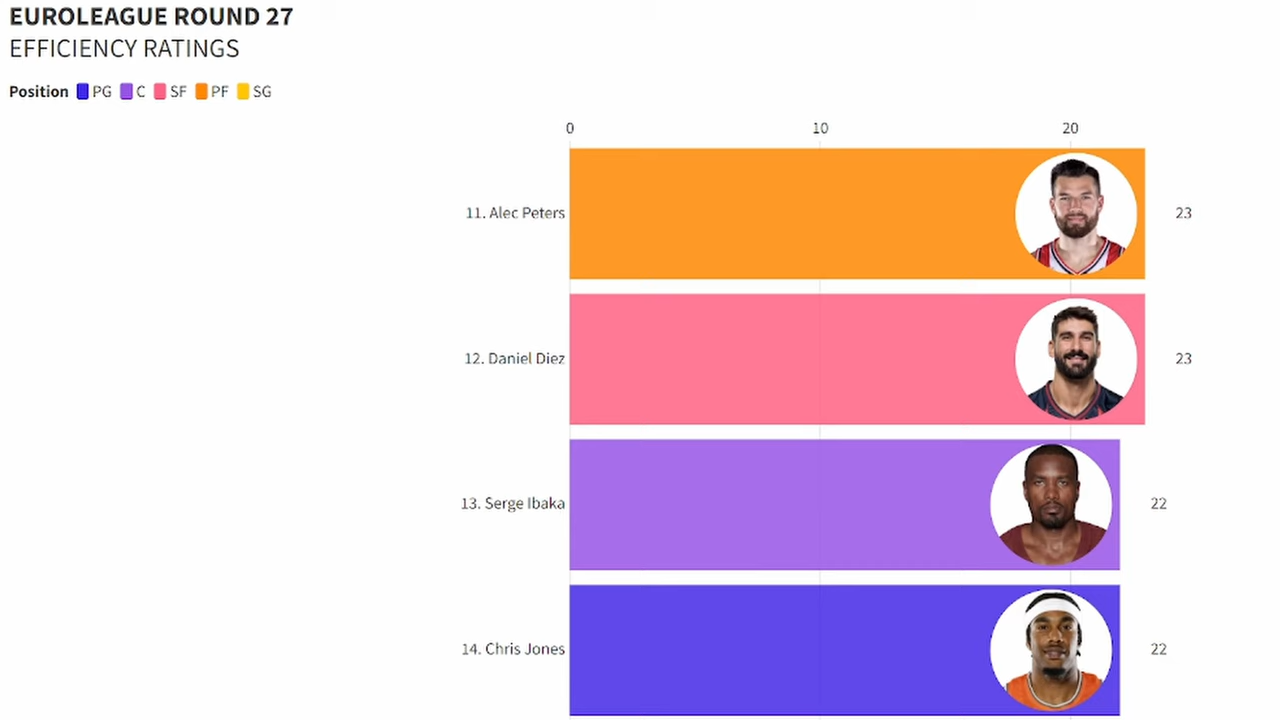 EUROLEAGUE ROUND 27
EFFICIENCY RATINGS
Position PG C SF PF SG
0 10 20
11. Alec Peters 23
12. Daniel Diez 23
13. Serge Ibaka 22
14. Chris Jones 22